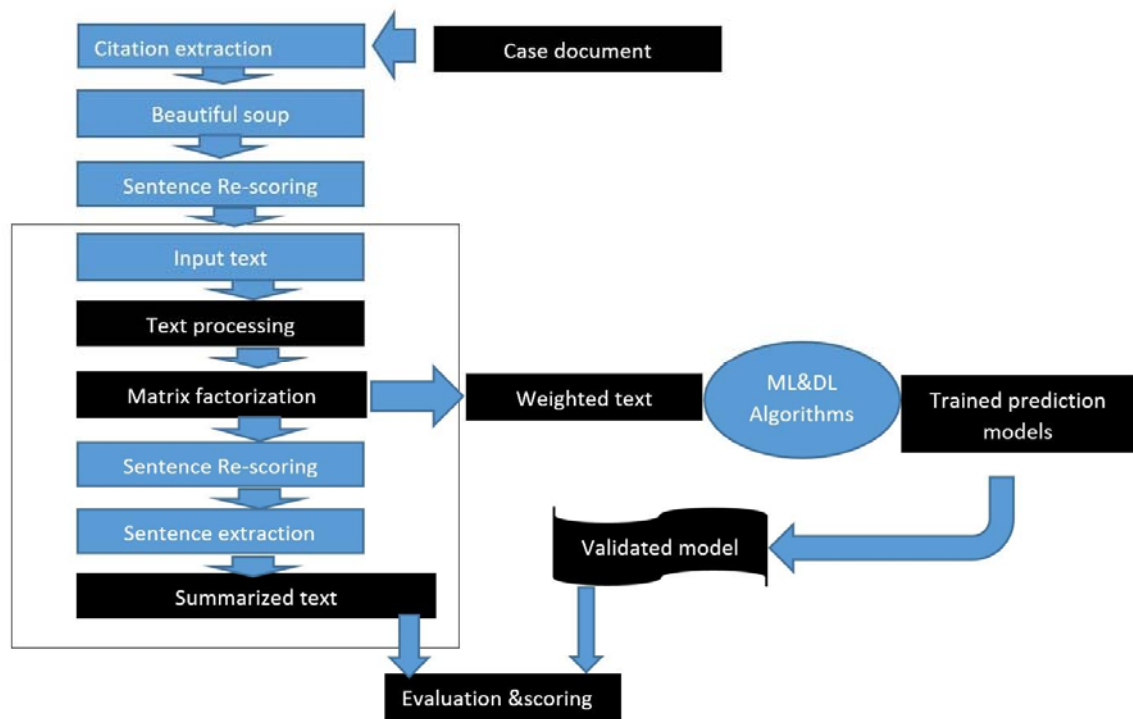 Citation extraction
Case document
Beautiful soup
Sentence Re-scoring
Input text
Text processing
Matrix factorization
Weighted text
ML&DL
Algorithms
Trained prediction
models
Sentence Re-scoring
Sentence extraction
Validated model
Summarized text
Evaluation &scoring